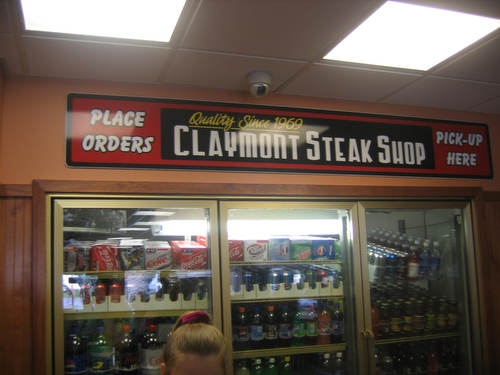 PLACE
ORDERS
Quality Since 1969
CLAYMONT STEAK SHOP
PICK-UP
HERE